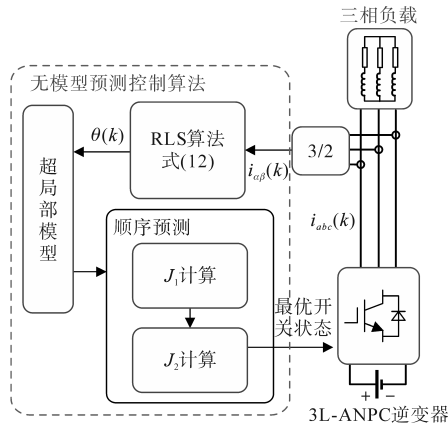 三相负载
无模型预测控制算法
θ(k)
RLS算法
式(12)
3/2
iαβ(k)
iabc(k)
超局部模型
顺序预测
J1计算
J2计算
最优开
关状态
+ −
3L-ANPC逆变器